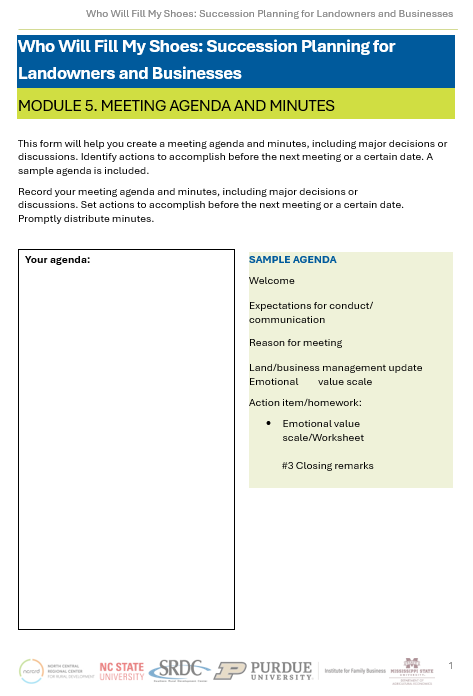 Who Will Fill My Shoes: Succession Planning for Landowners and Businesses
Who Will Fill My Shoes: Succession Planning for
Landowners and Businesses
MODULE 5. MEETING AGENDA AND MINUTES
This form will help you create a meeting agenda and minutes, including major decisions or
discussions. Identify actions to accomplish before the next meeting or a certain date. A
sample agenda is included.
Record your meeting agenda and minutes, including major decisions or
discussions. Set actions to accomplish before the next meeting or a certain date.
Promptly distribute minutes.
Your agenda:
SAMPLE AGENDA
Welcome
Expectations for conduct/
communication
Reason for meeting
Land/business management update
Emotional value scale
Action item/homework:
• Emotional value
scale/Worksheet
#3 Closing remarks
ncrcrd
NORTH CENTRAL
REGIONAL CENTER
FOR RURAL DEVELOPMENT
NC STATE
UNIVERSITY
SRDC
P PURDUE
UNIVERSITY
Institute for Family Business
MISSISSIPPI STATE
UNIVERSITY
1